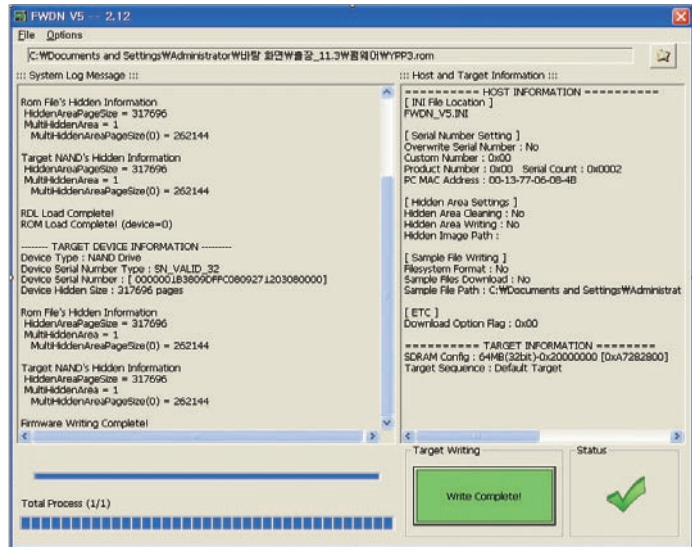 FWDN V5 -- 2.12
File Options
C:₩Documents and Settings₩Administrator₩바탕 화면₩출장_11.3₩펌웨어₩YPP3.rom
::: System Log Message :::
Rom File's Hidden Information
HiddenAreaPageSize = 317696
MultiHiddenArea = 1
MultiHiddenAreaPageSize(0) = 262144
Target NAND's Hidden Information
HiddenAreaPageSize = 317696
MultiHiddenArea = 1
MultiHiddenAreaPageSize(0) = 262144
RDL Load Complete!
ROM Load Complete! (device=0)
-------- TARGET DEVICE INFORMATION --------
Device Type : NAND Drive
Device Serial Number Type : SN_VALID_32
Device Serial Number : [ 0000001B3809DFFC0809271203080000]
Device Hidden Size : 317696 pages
Rom File's Hidden Information
HiddenAreaPageSize = 317696
MultiHiddenArea = 1
MultiHiddenAreaPageSize(0) = 262144
Target NAND's Hidden Information
HiddenAreaPageSize = 317696
MultiHiddenArea = 1
MultiHiddenAreaPageSize(0) = 262144
Firmware Writing Complete!
Total Process (1/1)
::: Host and Target Information :::
========== HOST INFORMATION ==========
[ INI File Location ]
FWDN_V5.INI
[ Serial Number Setting ]
Overwrite Serial Number : No
Custom Number : 0x00
Product Number : 0x00 Serial Count : 0x0002
PC MAC Address : 00-13-77-06-08-4B
[ Hidden Area Settings ]
Hidden Area Cleaning : No
Hidden Area Writing : No
Hidden Image Path :
[ Sample File Writing ]
Filesystem Format : No
Sample Files Download : No
Sample File Path : C:₩Documents and Settings₩Administrat
[ ETC ]
Download Option Flag : 0x00
========== TARGET INFORMATION ========
SDRAM Config : 64MB(32bit)-0x20000000 [0xA7282800]
Target Sequence : Default Target
Target Writing
Write Complete!
Status